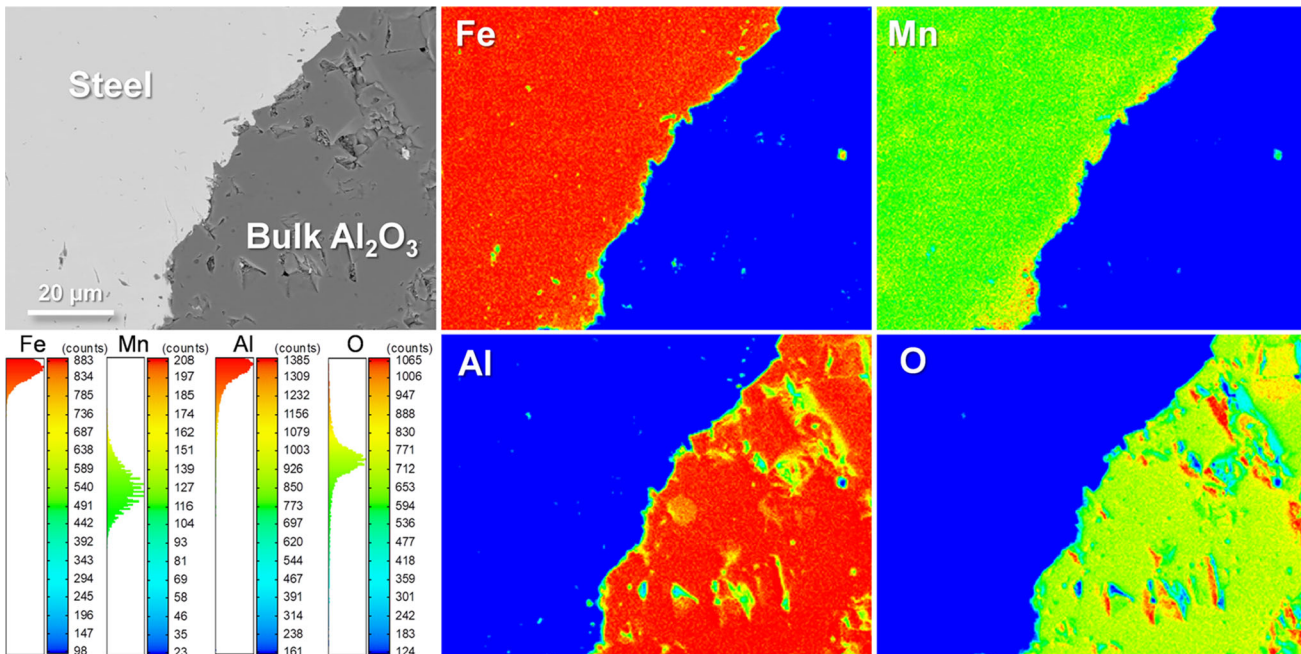 Steel
Bulk Al₂O₃
20 µm
Fe
Mn
Al
O
Fe (counts) Mn (counts) Al (counts) O (counts)
883 208 1385 1065
834 197 1309 1006
785 185 1232 947
736 174 1156 888
687 162 1079 830
638 151 1003 771
589 139 926 712
540 128 850 653
491 116 773 594
442 104 697 536
392 93 620 477
343 81 544 418
294 70 467 359
245 58 391 301
196 46 314 242
147 35 238 183
98 23 161 124